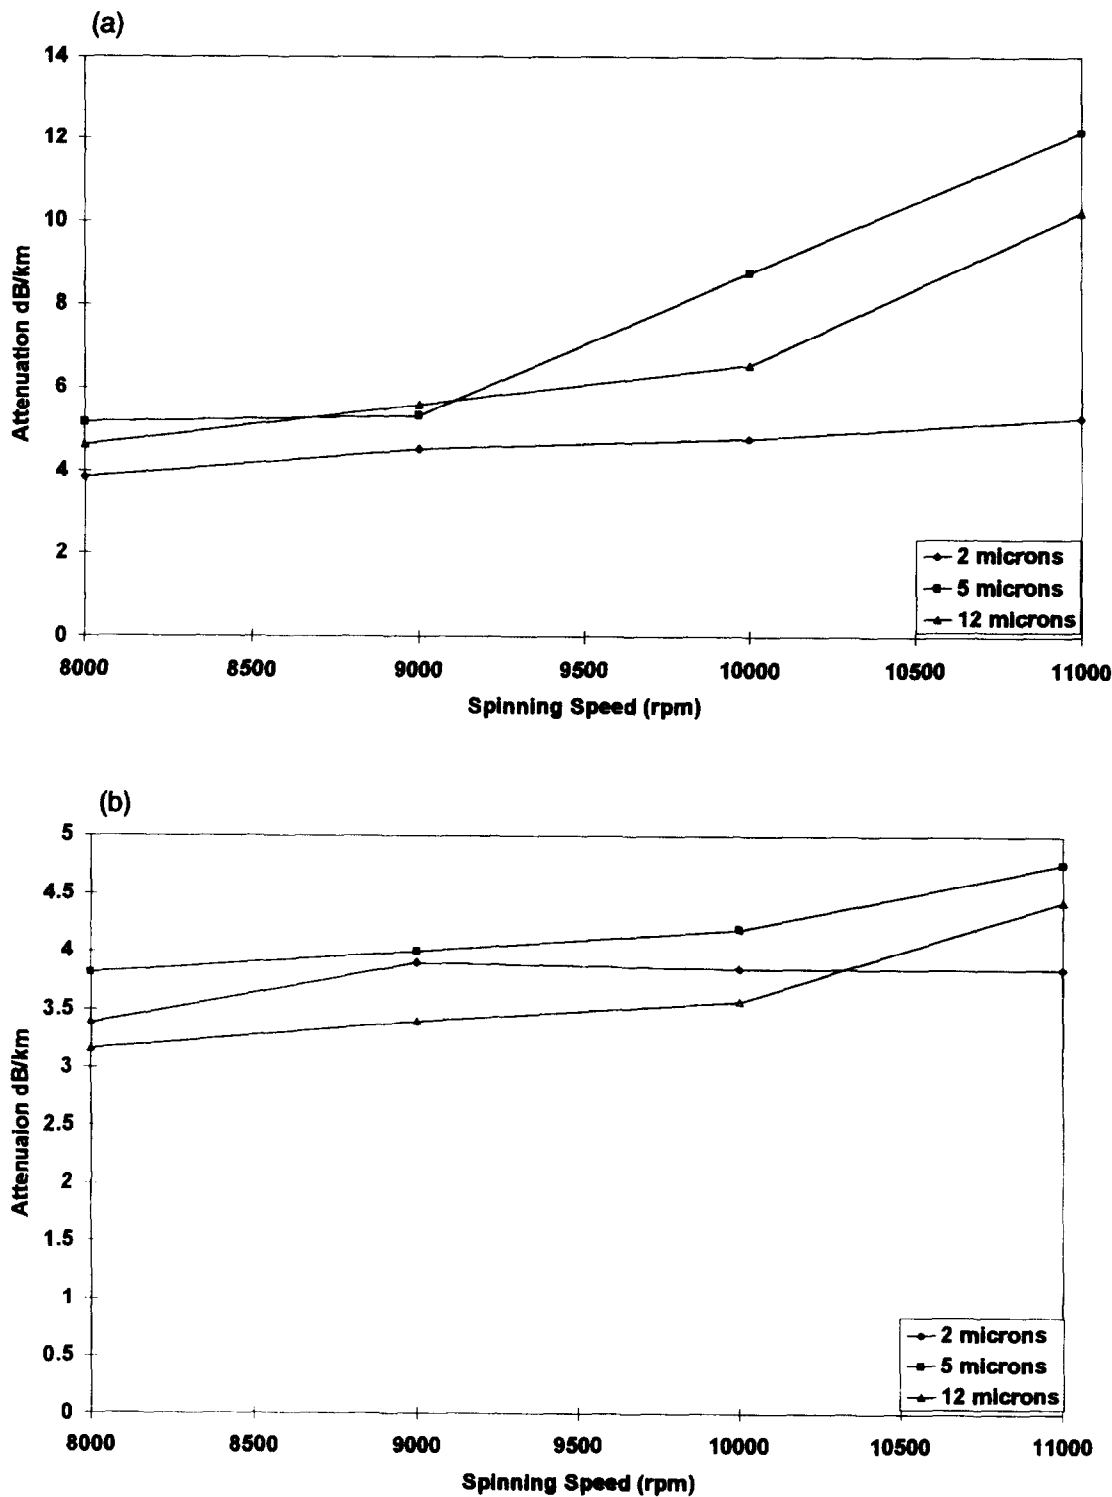 (a)
14
12
10
8
6
4
2
0
Attenuation dB/km
8000 8500 9000 9500 10000 10500 11000
Spinning Speed (rpm)
2 microns
5 microns
12 microns
(b)
5
4.5
4
3.5
3
2.5
2
1.5
1
0.5
0
Attenuaion dB/km
8000 8500 9000 9500 10000 10500 11000
Spinning Speed (rpm)
2 microns
5 microns
12 microns